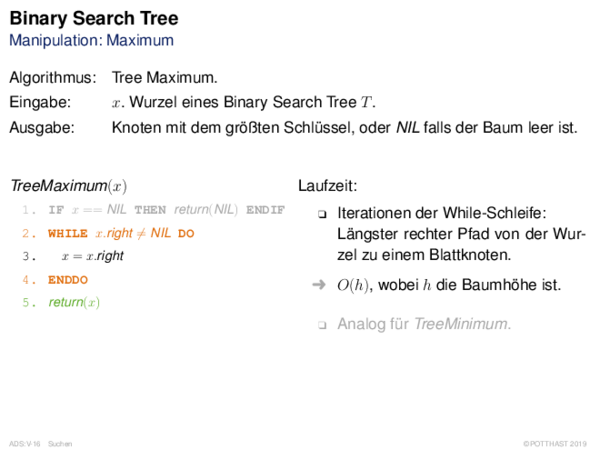 Binary Search Tree
Manipulation: Maximum
Algorithmus: Tree Maximum.
Eingabe: x. Wurzel eines Binary Search Tree T.
Ausgabe: Knoten mit dem größten Schlüssel, oder NIL falls der Baum leer ist.
TreeMaximum(x)
1. IF x == NIL THEN return(NIL) ENDIF
2. WHILE x.right ≠ NIL DO
3. x = x.right
4. ENDDO
5. return(x)
Laufzeit:
❑ Iterationen der While-Schleife:
Längster rechter Pfad von der Wur-
zel zu einem Blattknoten.
➜ O(h), wobei h die Baumhöhe ist.
❑ Analog für TreeMinimum.
ADS:V-16 Suchen
© POTTHAST 2019